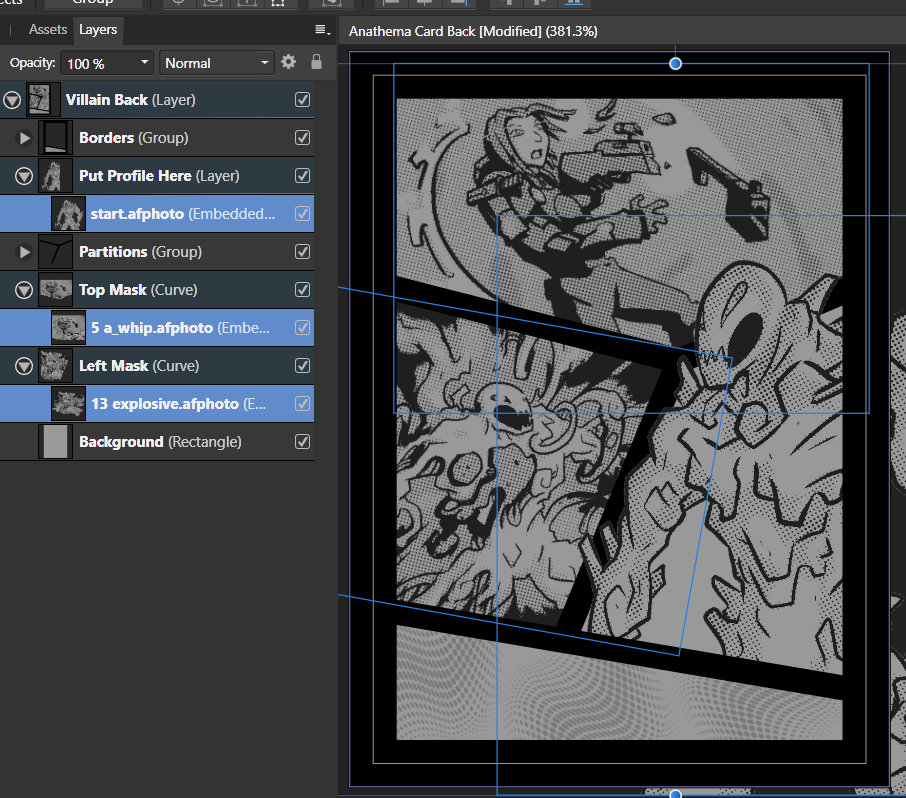 Group
Assets Layers
Anathema Card Back [Modified] (381.3%)
Opacity: 100 % Normal
Villain Back (Layer)
Borders (Group)
Put Profile Here (Layer)
start.afphoto (Embedded...
Partitions (Group)
Top Mask (Curve)
5 a_whip.afphoto (Embe...
Left Mask (Curve)
13 explosive.afphoto (E...
Background (Rectangle)